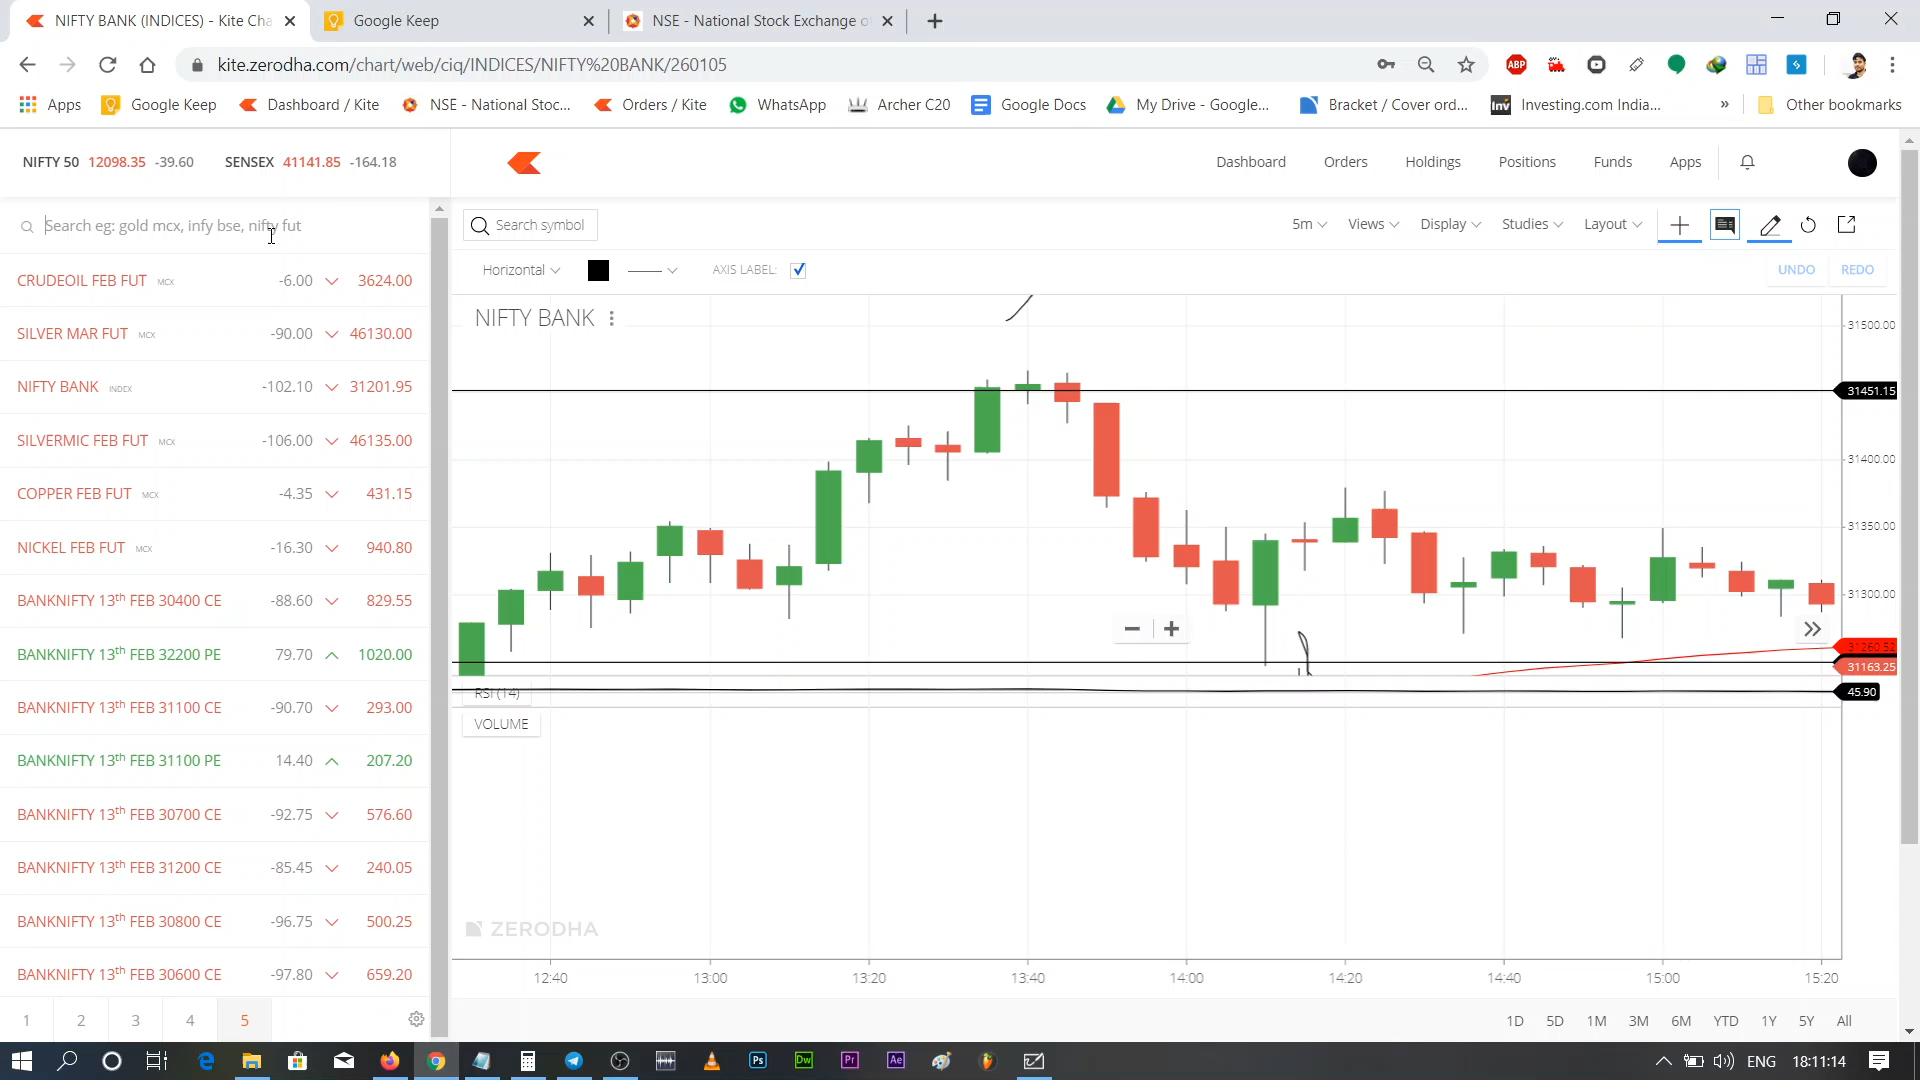 NIFTY BANK (INDICES) - Kite Cha
Google Keep
NSE - National Stock Exchange o
kite.zerodha.com/chart/web/ciq/INDICES/NIFTY%20BANK/260105
ABP
Apps
Google Keep
Dashboard / Kite
NSE - National Stoc...
Orders / Kite
WhatsApp
Archer C20
Google Docs
My Drive - Google...
Bracket / Cover ord...
Inv
Investing.com India...
»
Other bookmarks
NIFTY 50 12098.35 -39.60
SENSEX 41141.85 -164.18
Dashboard
Orders
Holdings
Positions
Funds
Apps
Search eg: gold mcx, infy bse, nifty fut
Search symbol
5m
Views
Display
Studies
Layout
Horizontal
AXIS LABEL:
UNDO
REDO
CRUDEOIL FEB FUT MCX -6.00 3624.00
SILVER MAR FUT MCX -90.00 46130.00
NIFTY BANK INDEX -102.10 31201.95
SILVERMIC FEB FUT MCX -106.00 46135.00
COPPER FEB FUT MCX -4.35 431.15
NICKEL FEB FUT MCX -16.30 940.80
BANKNIFTY 13th FEB 30400 CE -88.60 829.55
BANKNIFTY 13th FEB 32200 PE 79.70 1020.00
BANKNIFTY 13th FEB 31100 CE -90.70 293.00
BANKNIFTY 13th FEB 31100 PE 14.40 207.20
BANKNIFTY 13th FEB 30700 CE -92.75 576.60
BANKNIFTY 13th FEB 31200 CE -85.45 240.05
BANKNIFTY 13th FEB 30800 CE -96.75 500.25
BANKNIFTY 13th FEB 30600 CE -97.80 659.20
1 2 3 4 5
NIFTY BANK
31500.00
31451.15
31400.00
31350.00
31300.00
31260.52
31163.25
RSI (14)
45.90
VOLUME
ZERODHA
12:40 13:00 13:20 13:40 14:00 14:20 14:40 15:00 15:20
1D 5D 1M 3M 6M YTD 1Y 5Y All
Ps
Dw
Pr
Ae
ENG
18:11:14